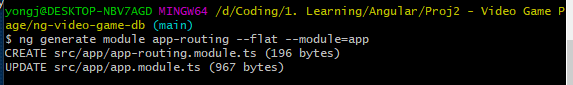 yongj@DESKTOP-NBV7AGD MINGW64 /d/Coding/1. Learning/Angular/Proj2 - Video Game P
age/ng-video-game-db (main)
$ ng generate module app-routing --flat --module=app
CREATE src/app/app-routing.module.ts (196 bytes)
UPDATE src/app/app.module.ts (967 bytes)